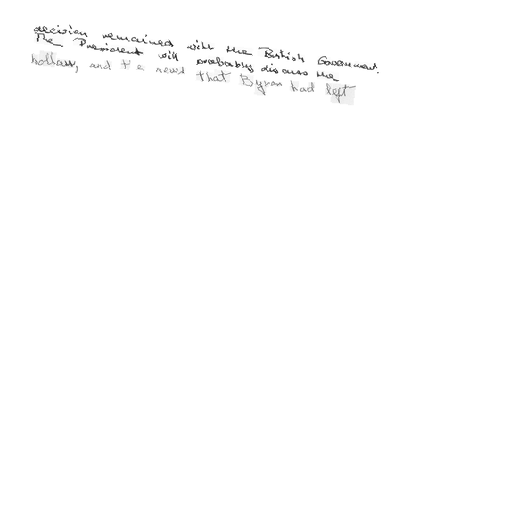 decision remained with the British Government.
The President will probably discuss the
hollow, and the news that Byron had left